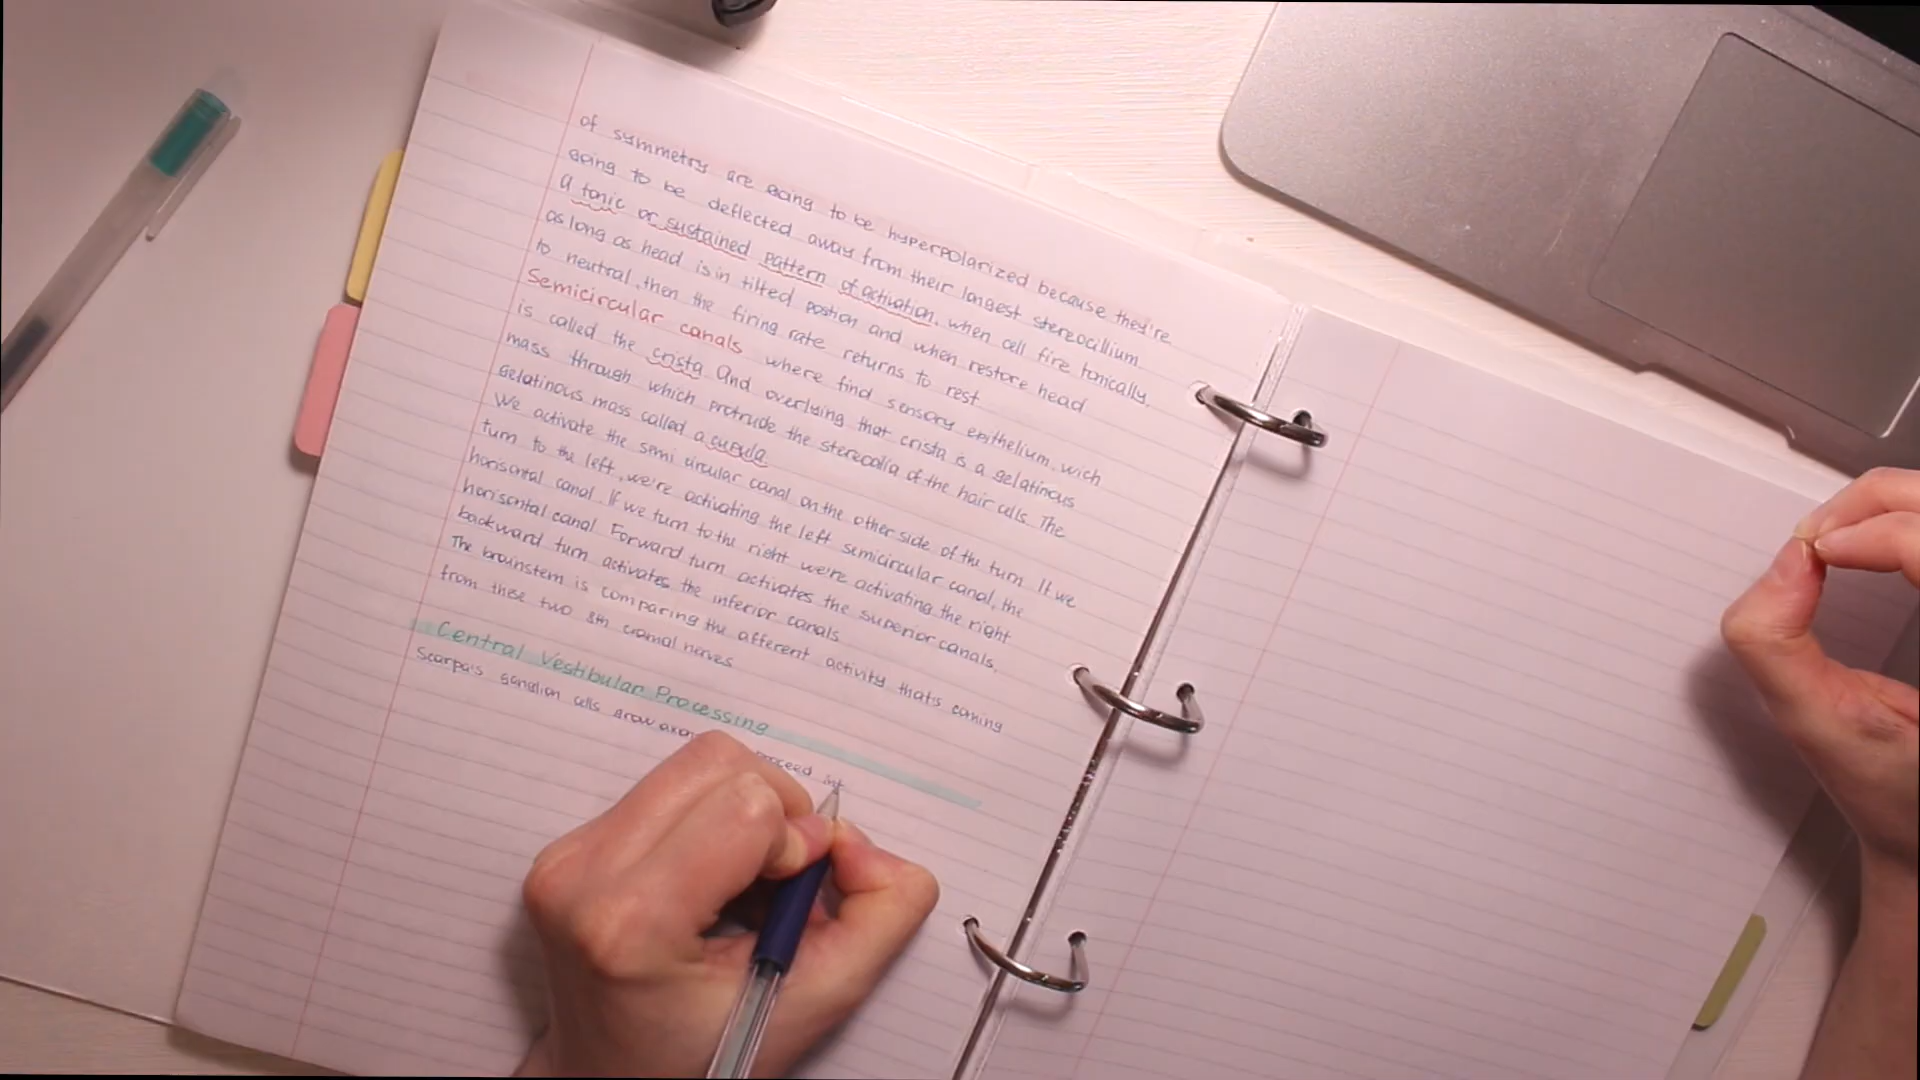 of symmetry are going to be hyperpolarized because they're
going to be deflected away from their longest stereocillium
A tonic or sustained pattern of activation, when cell fire tonically,
as long as head is in tilted postion and when restore head
to neutral, then the firing rate returns to rest
Semicircular canals where find sensory epithelium, wich
is called the crista and overlying that crista is a gelatinous
mass through which protrude the stereocilia of the hair cells. The
gelatinous mass called a cupula
We activate the semi circular canal on the other side of the turn. If we
turn to the left, we're activating the left semicircular canal, the
horisontal canal. If we turn to the right we're activating the right
horisontal canal. Forward turn activates the superior canals,
backward turn activates the inferior canals
The brainstem is comparing the afferent activity that's coming
from these two 8th cranial nerves
Central Vestibular Processing
Scarpa's ganglion cells grow proceed int